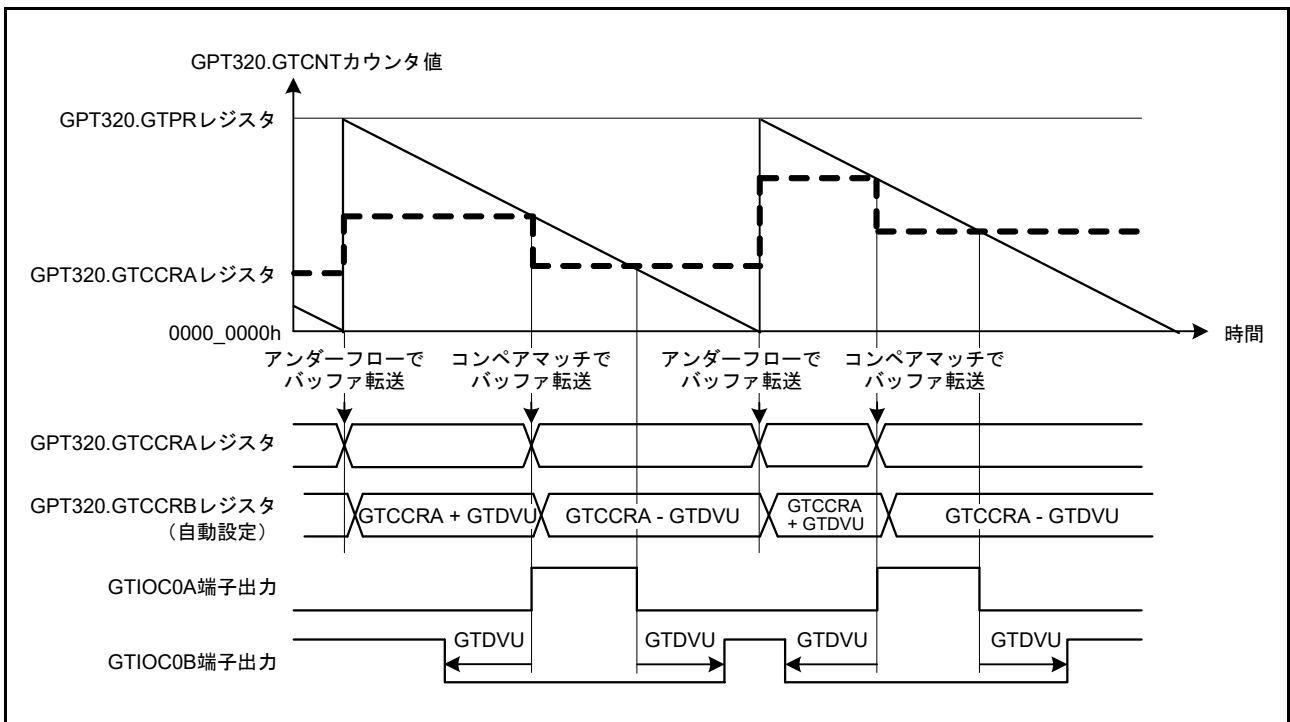 GPT320.GTCNTカウンタ値
GPT320.GTPRレジスタ
GPT320.GTCCRAレジスタ
0000_0000h
時間
アンダーフローで
バッファ転送
コンペアマッチで
バッファ転送
アンダーフローで
バッファ転送
コンペアマッチで
バッファ転送
GPT320.GTCCRAレジスタ
GPT320.GTCCRBレジスタ
（自動設定）
GTCCRA + GTDVU
GTCCRA - GTDVU
GTCCRA
+ GTDVU
GTCCRA - GTDVU
GTIOC0A端子出力
GTIOC0B端子出力
GTDVU
GTDVU
GTDVU
GTDVU